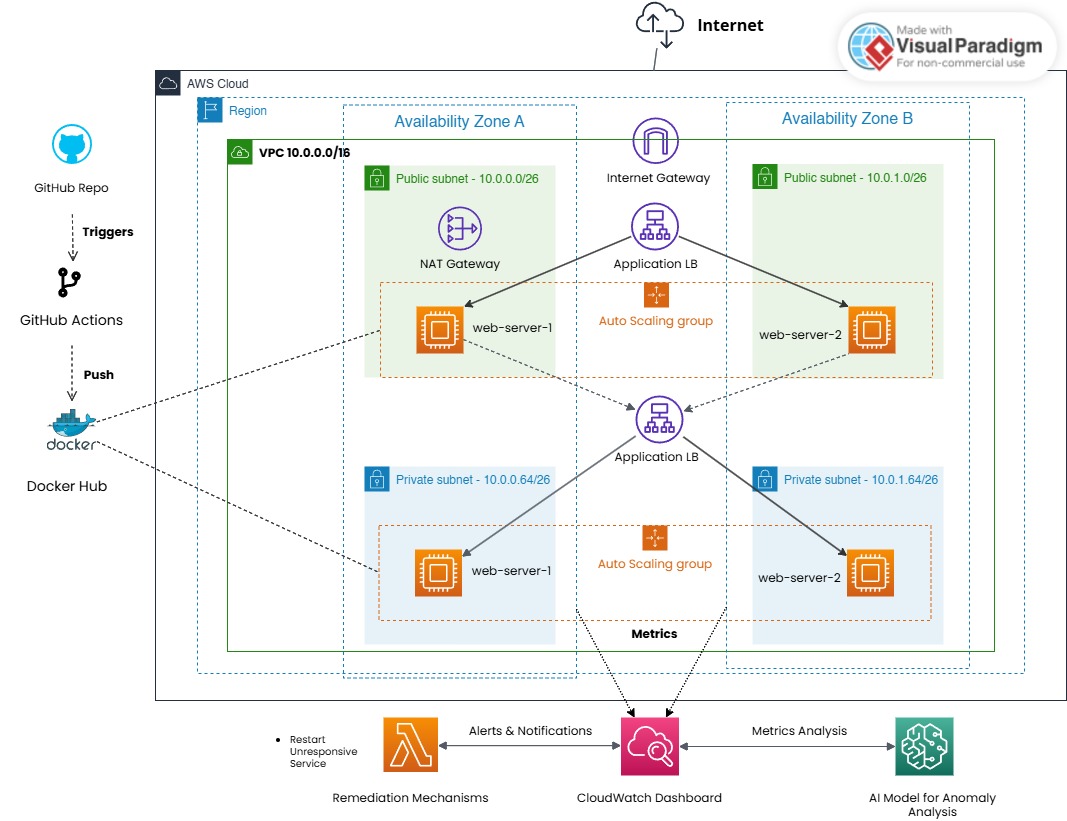 Internet
Made with
Visual Paradigm
For non-commercial use
AWS Cloud
Region
Availability Zone A
Availability Zone B
VPC 10.0.0.0/16
GitHub Repo
Triggers
GitHub Actions
Push
docker
Docker Hub
Public subnet - 10.0.0.0/26
Internet Gateway
Public subnet - 10.0.1.0/26
NAT Gateway
Application LB
web-server-1
Auto Scaling group
web-server-2
Application LB
Private subnet - 10.0.0.64/26
Private subnet - 10.0.1.64/26
web-server-1
Auto Scaling group
web-server-2
Metrics
• Restart
Unresponsive
Service
Alerts & Notifications
Metrics Analysis
Remediation Mechanisms
CloudWatch Dashboard
AI Model for Anomaly
Analysis